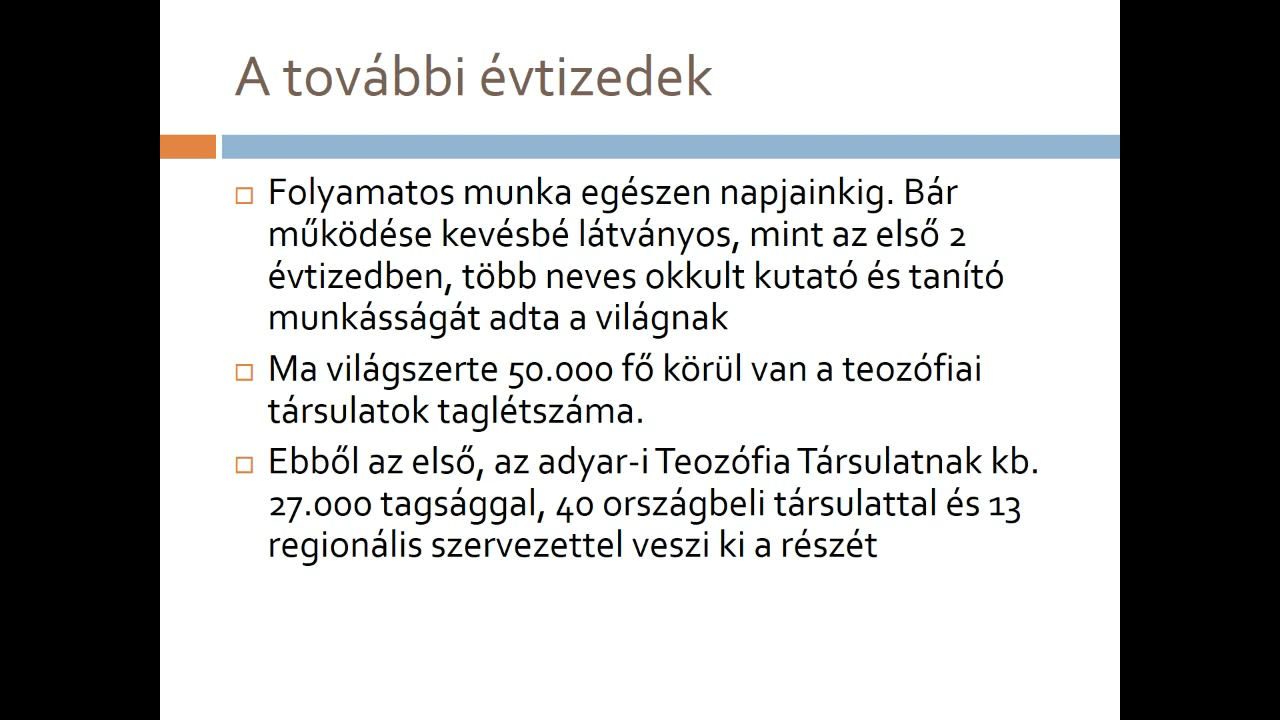 A további évtizedek
Folyamatos munka egészen napjainkig. Bár
működése kevésbé látványos, mint az első 2
évtizedben, több neves okkult kutató és tanító
munkásságát adta a világnak
Ma világszerte 50.000 fő körül van a teozófiai
társulatok taglétszáma.
Ebből az első, az adyar-i Teozófia Társulatnak kb.
27.000 tagsággal, 40 országbeli társulattal és 13
regionális szervezettel veszi ki a részét